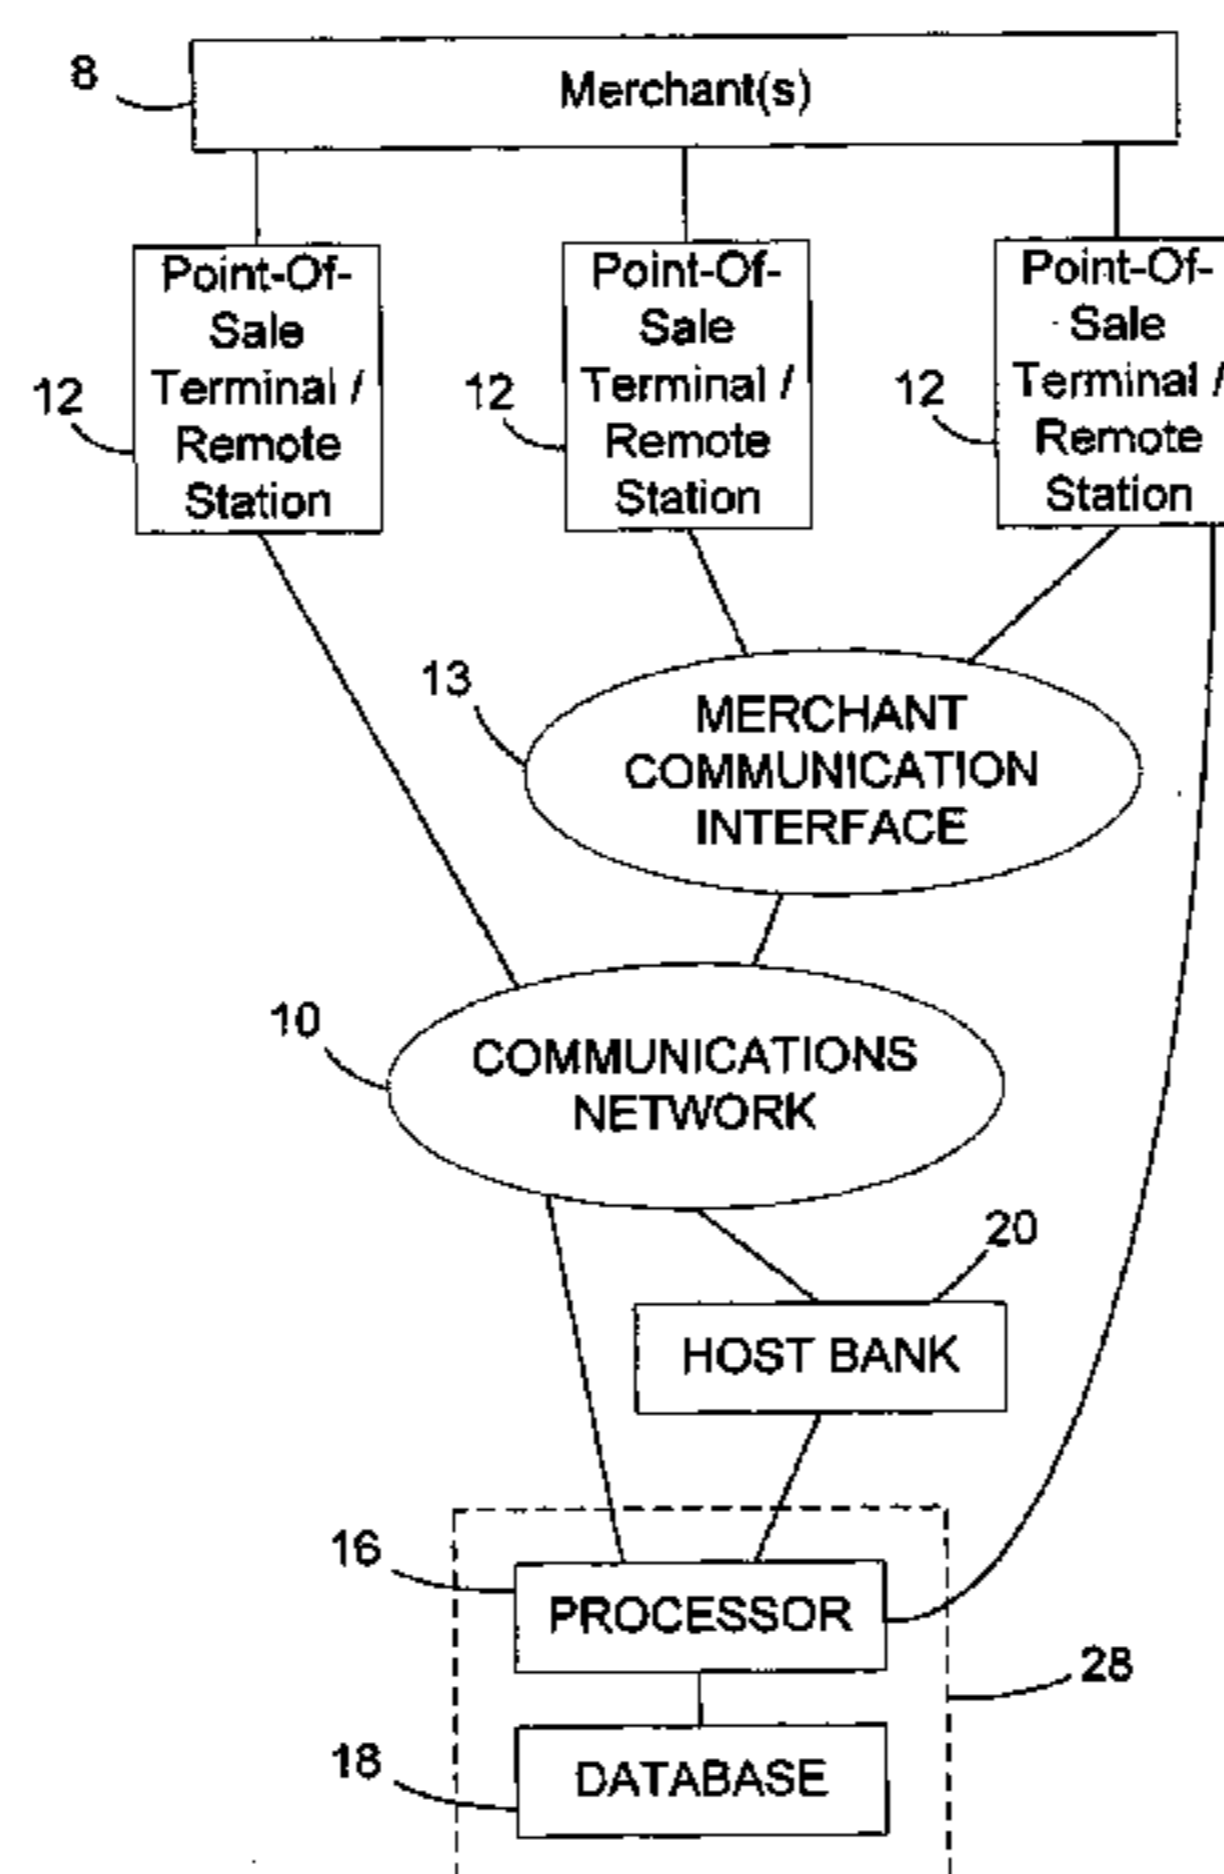 8
Merchant(s)
12
Point-Of-
Sale
Terminal /
Remote
Station
12
Point-Of-
Sale
Terminal /
Remote
Station
12
Point-Of-
Sale
Terminal /
Remote
Station
13
MERCHANT
COMMUNICATION
INTERFACE
10
COMMUNICATIONS
NETWORK
20
HOST BANK
16
PROCESSOR
28
18
DATABASE